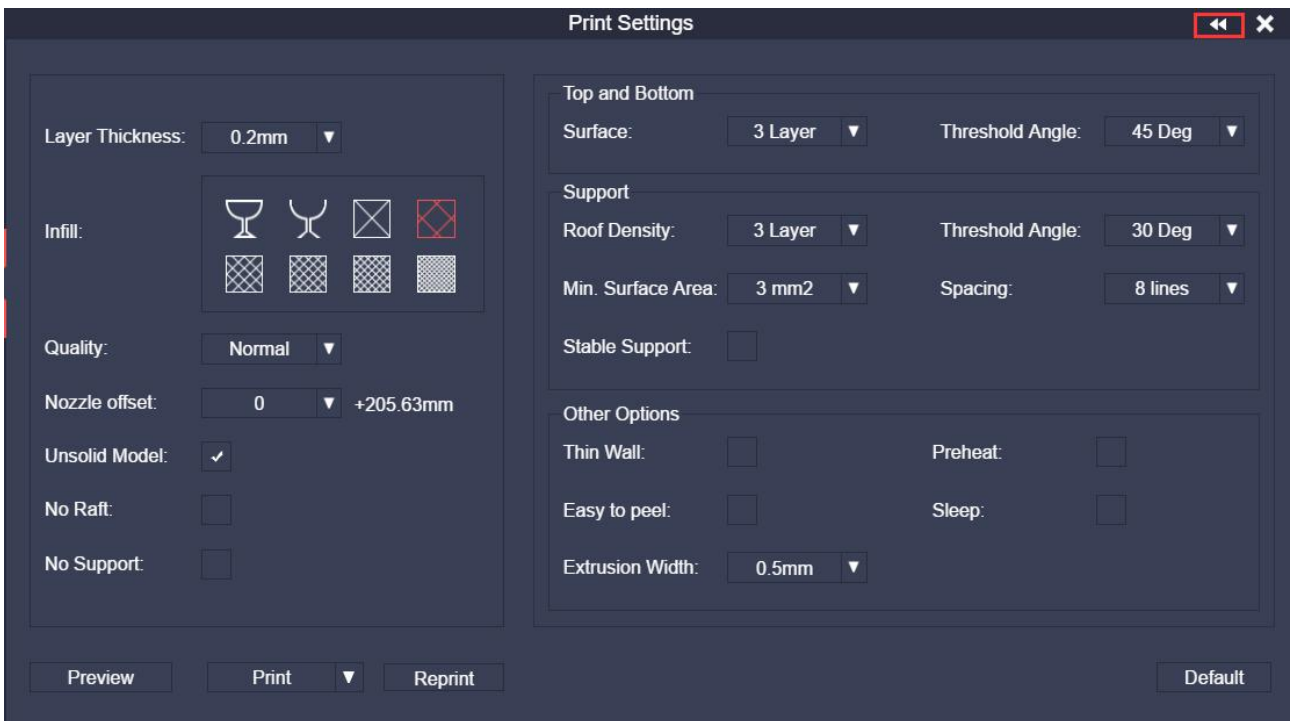 Print Settings
Layer Thickness: 0.2mm
Infill:
Quality: Normal
Nozzle offset: 0 +205.63mm
Unsolid Model:
No Raft:
No Support:
Top and Bottom
Surface: 3 Layer Threshold Angle: 45 Deg
Support
Roof Density: 3 Layer Threshold Angle: 30 Deg
Min. Surface Area: 3 mm2 Spacing: 8 lines
Stable Support:
Other Options
Thin Wall: Preheat:
Easy to peel: Sleep:
Extrusion Width: 0.5mm
Preview Print Reprint Default